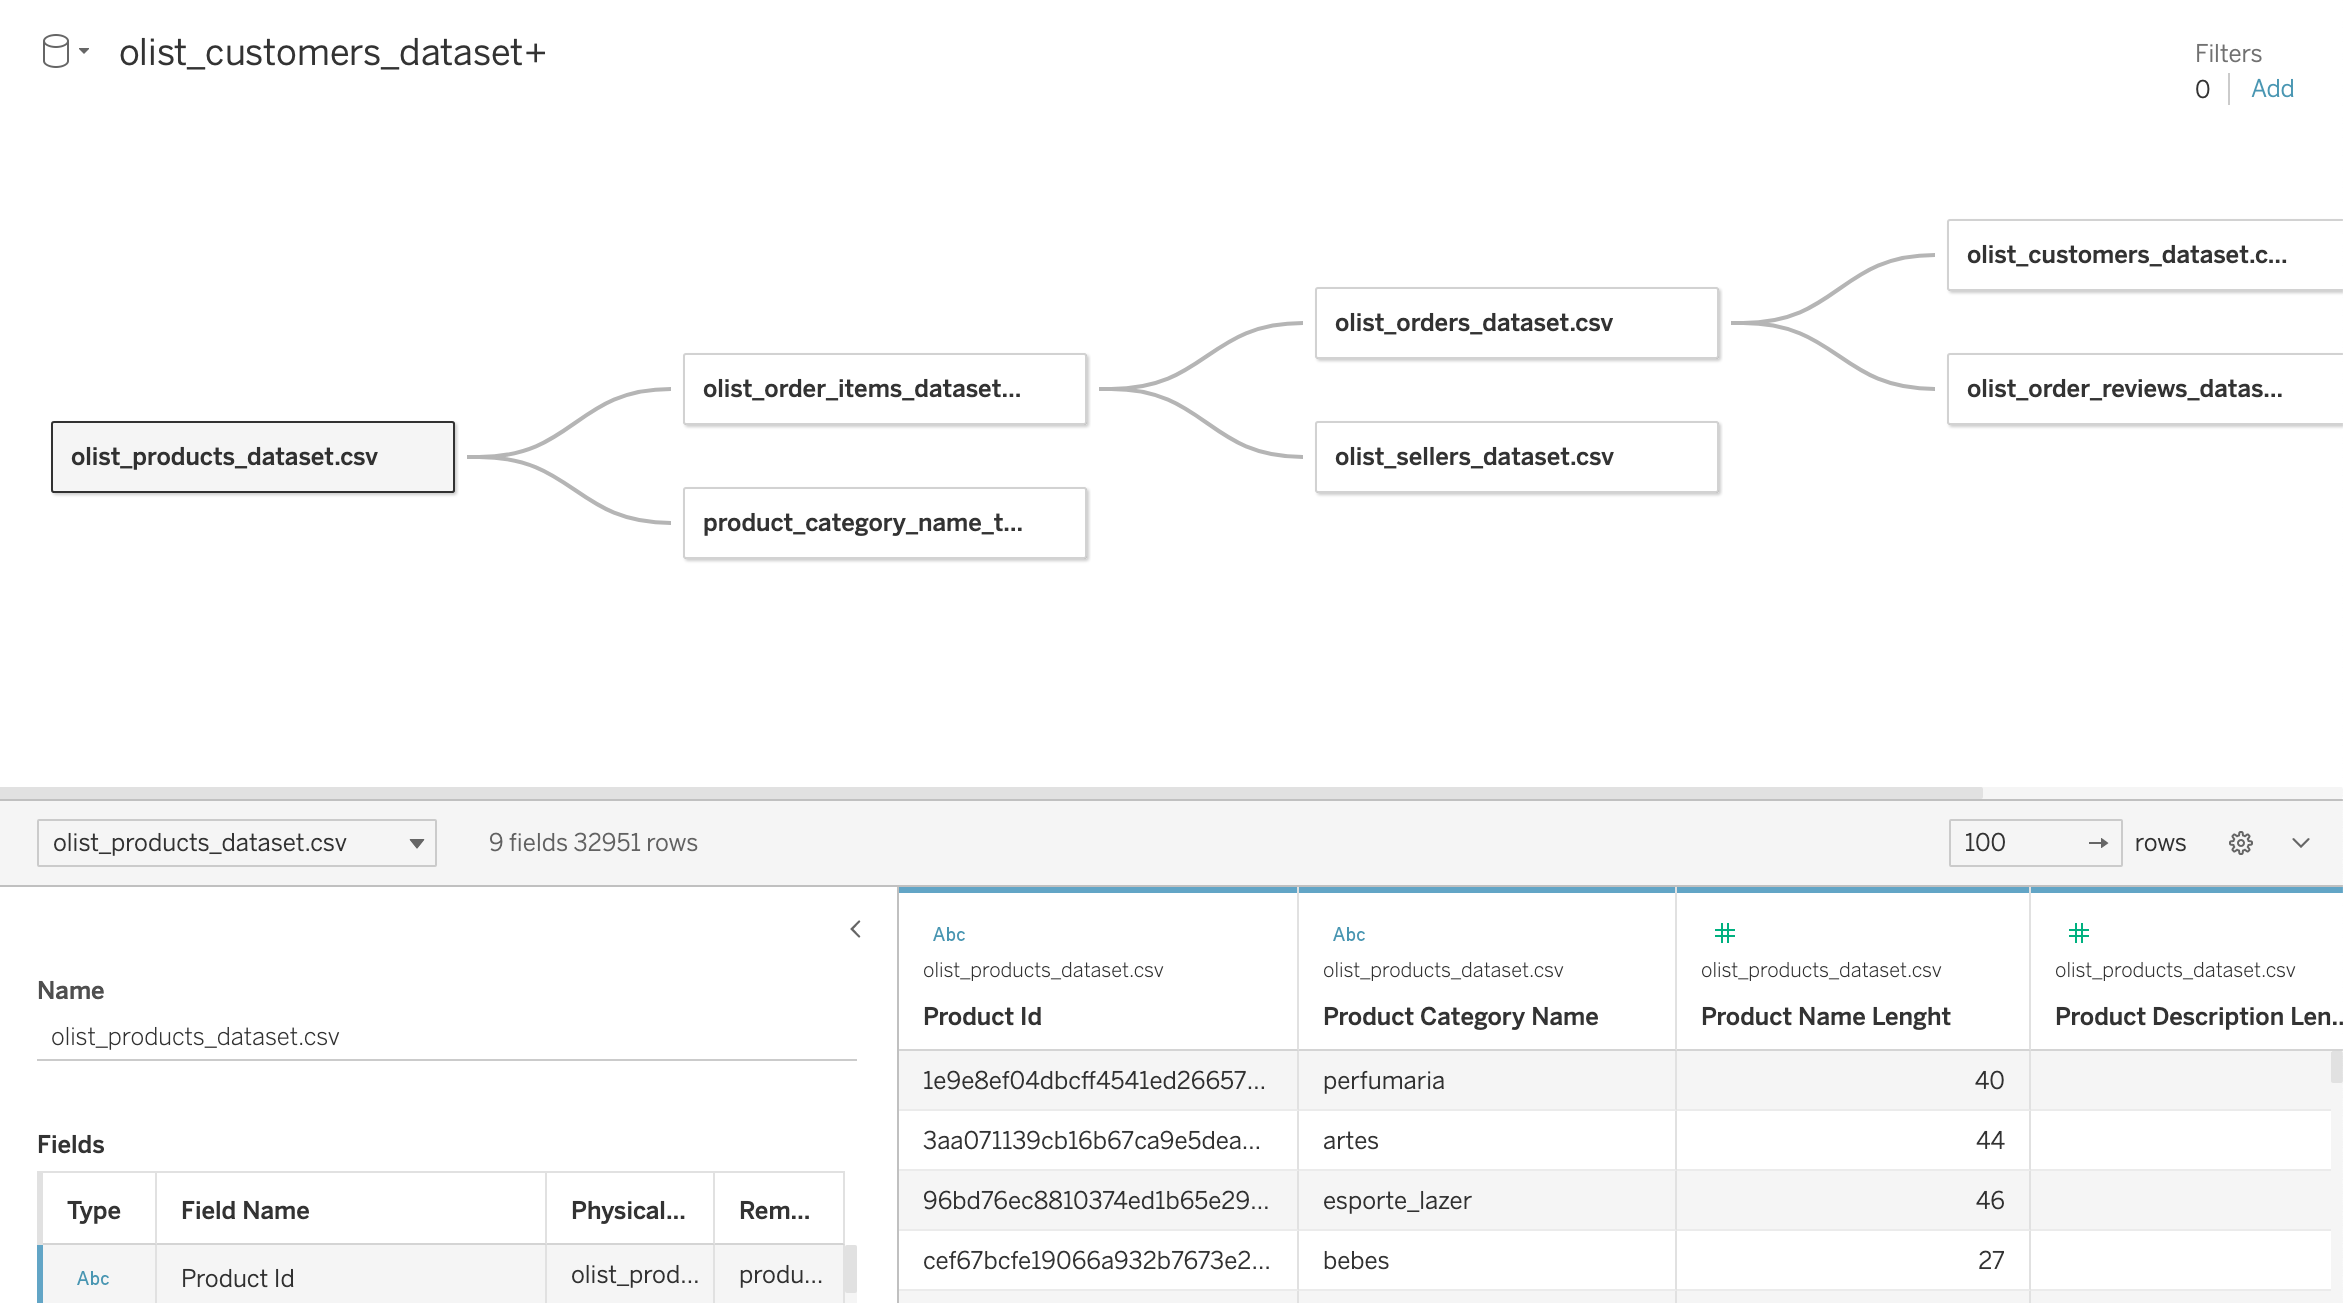 olist_customers_dataset+
Filters
0 Add
olist_customers_dataset.c...
olist_orders_dataset.csv
olist_order_items_dataset...
olist_order_reviews_datas...
olist_products_dataset.csv
olist_sellers_dataset.csv
product_category_name_t...
olist_products_dataset.csv 9 fields 32951 rows 100 → rows
Name
olist_products_dataset.csv
Fields
Type Field Name Physical... Rem...
Abc Product Id olist_prod... produ...
Abc Abc # #
olist_products_dataset.csv olist_products_dataset.csv olist_products_dataset.csv olist_products_dataset.csv
Product Id Product Category Name Product Name Lenght Product Description Len...
1e9e8ef04dbcff4541ed26657... perfumaria 40
3aa071139cb16b67ca9e5dea... artes 44
96bd76ec8810374ed1b65e29... esporte_lazer 46
cef67bcfe19066a932b7673e2... bebes 27